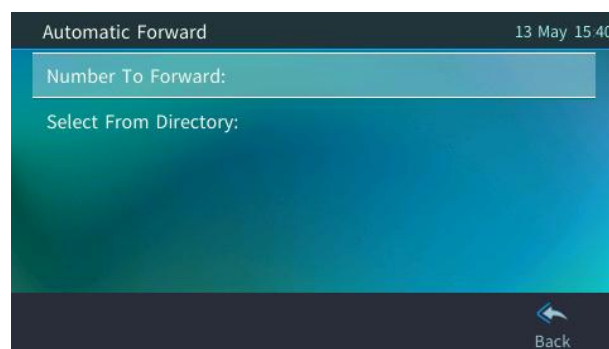 Automatic Forward 13 May 15:40
Number To Forward:
Select From Directory:
Back